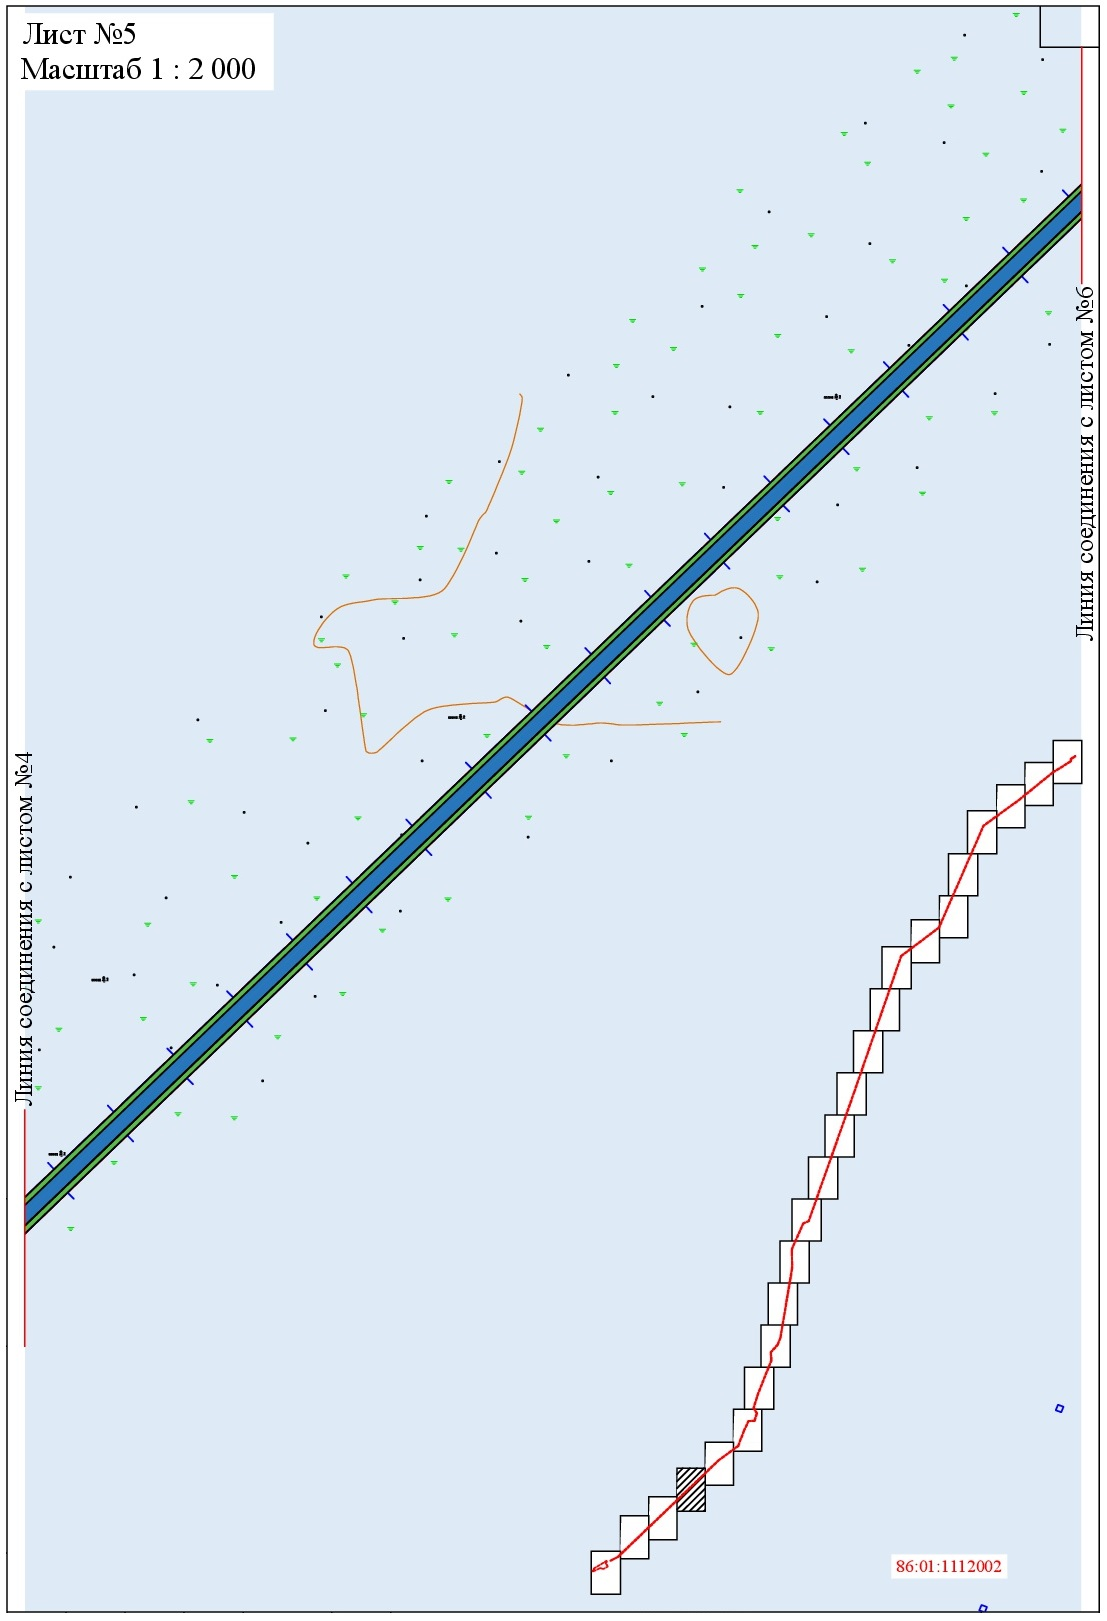 Лист №5
Масштаб 1 : 2 000
Линия соединения с листом №6
Линия соединения с листом №4
86:01:1112002